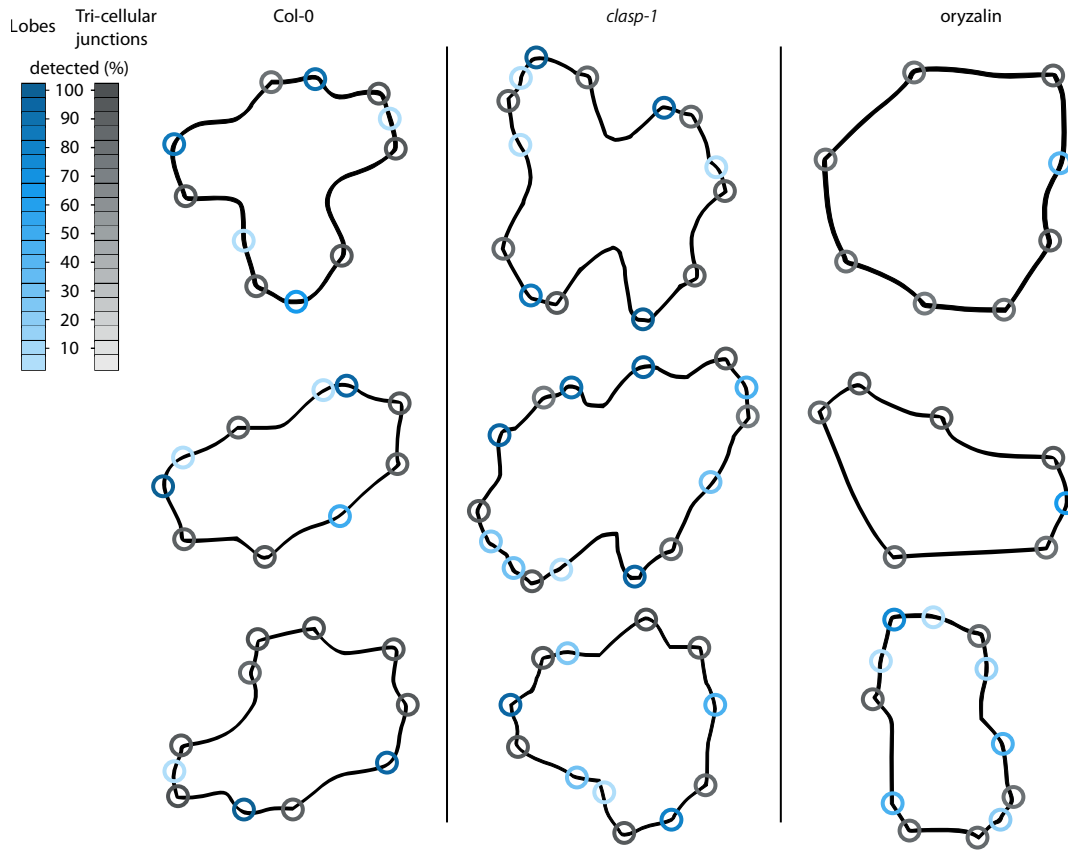 Lobes
Tri-cellular
junctions
detected (%)
100
90
80
70
60
50
40
30
20
10
Col-0
clasp-1
oryzalin